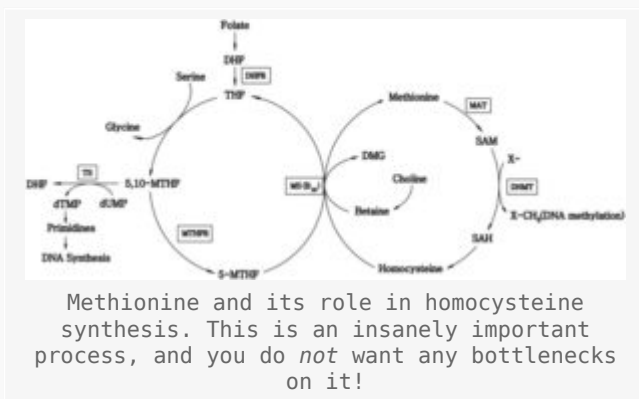 Folate
DHF
DHFR
Serine
THF
Methionine
MAT
SAM
Glycine
X-
DMG
TS
Choline
DHF
5,10-MTHF
MS(B12)
DNMT
dTMP
dUMP
Betaine
X-CH3(DNA methylation)
Primidines
MTHFR
SAH
DNA Synthesis
5-MTHF
Homocysteine
Methionine and its role in homocysteine
synthesis. This is an insanely important
process, and you do not want any bottlenecks
on it!